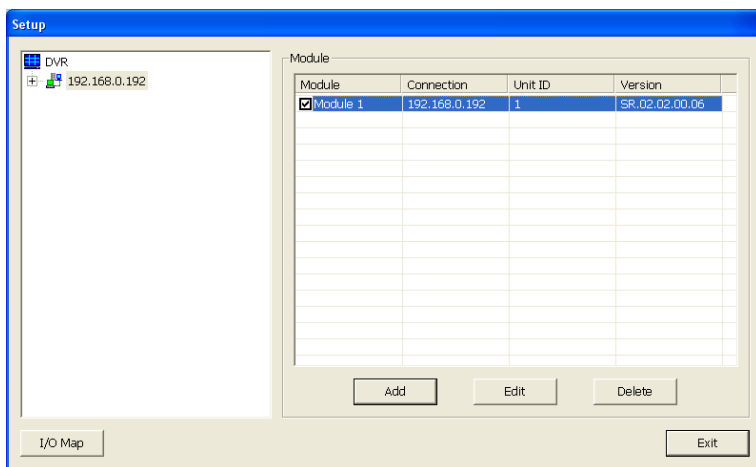 Setup
DVR
192.168.0.192
Module
Module Connection Unit ID Version
Module 1 192.168.0.192 1 SR.02.02.00.06
Add Edit Delete
I/O Map Exit